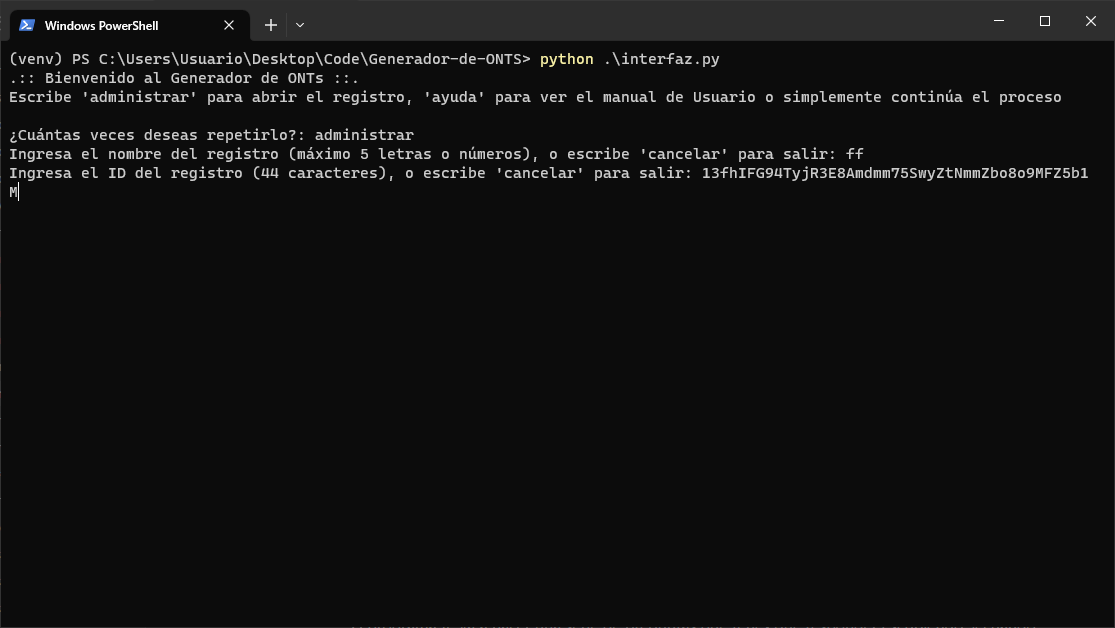 Windows PowerShell
(venv) PS C:\Users\Usuario\Desktop\Code\Generador-de-ONTS> python .\interfaz.py
.:: Bienvenido al Generador de ONTs ::.
Escribe 'administrar' para abrir el registro, 'ayuda' para ver el manual de Usuario o simplemente continúa el proceso
¿Cuántas veces deseas repetirlo?: administrar
Ingresa el nombre del registro (máximo 5 letras o números), o escribe 'cancelar' para salir: ff
Ingresa el ID del registro (44 caracteres), o escribe 'cancelar' para salir: 13fhIFG94TyjR3E8Amdmm75SwyZtNmmZbo8o9MFZ5b1
M